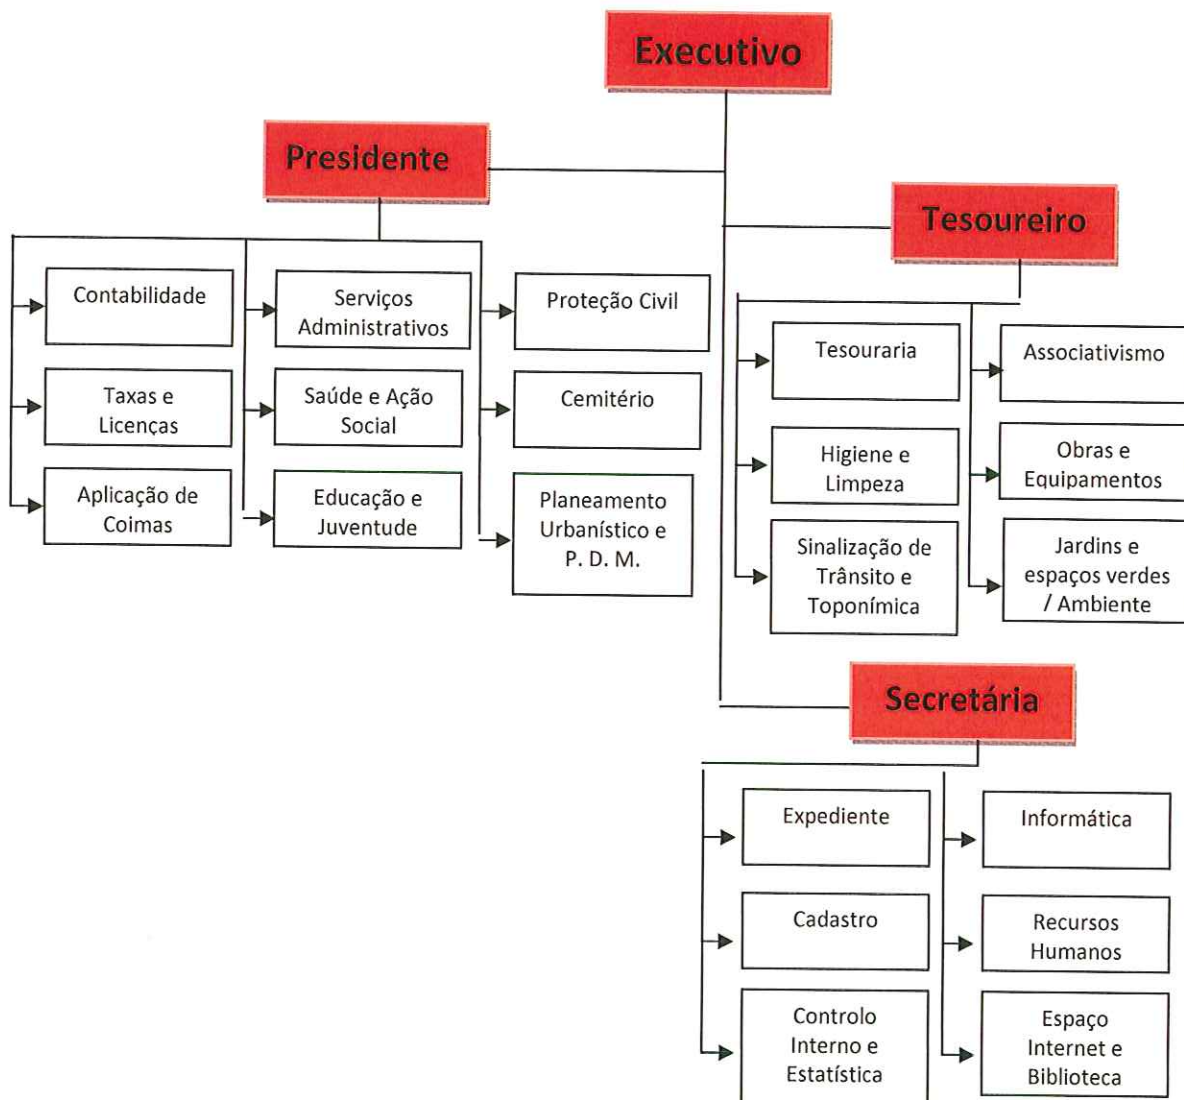 Executivo
Presidente
Contabilidade
Taxas e
Licenças
Aplicação de
Coimas
Serviços
Administrativos
Saúde e Ação
Social
Educação e
Juventude
Proteção Civil
Cemitério
Planeamento
Urbanístico e
P. D. M.
Tesoureiro
Tesouraria
Higiene e
Limpeza
Sinalização de
Trânsito e
Toponímica
Associativismo
Obras e
Equipamentos
Jardins e
espaços verdes
/ Ambiente
Secretária
Expediente
Cadastro
Controlo
Interno e
Estatística
Informática
Recursos
Humanos
Espaço
Internet e
Biblioteca